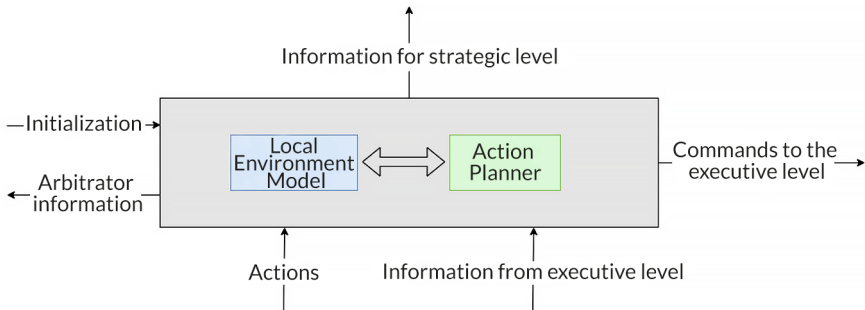 Information for strategic level
Initialization
Local
Environment
Model
Action
Planner
Commands to the
executive level
Arbitrator
information
Actions
Information from executive level